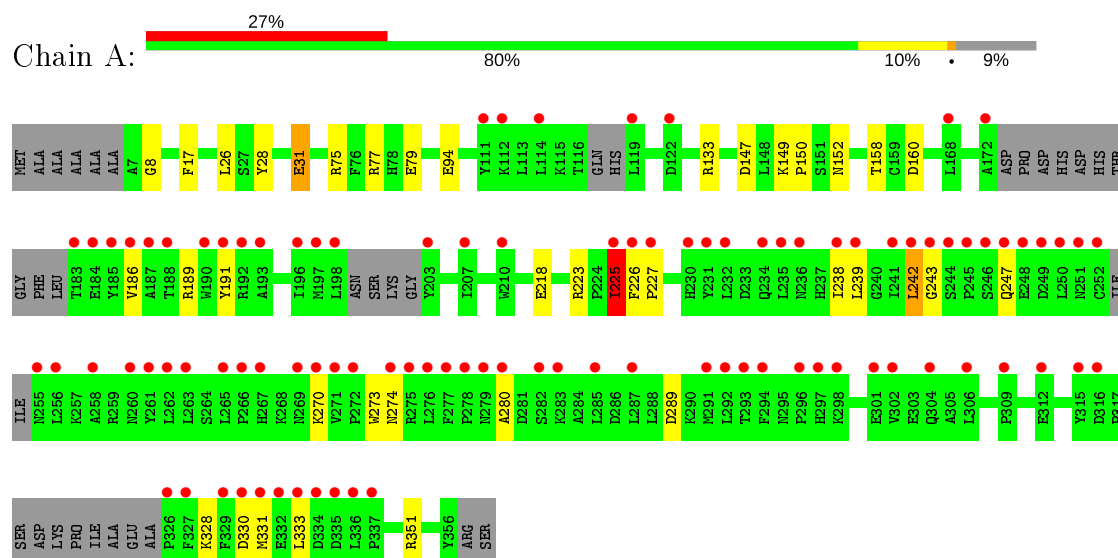 27%
Chain A:
80% 10% • 9%
MET ALA ALA ALA ALA ALA A7 G8 F17 L26 S27 Y28 E31 R75 F76 R77 H78 E79 E94 Y111 K112 L113 L114 K115 T116 GLN HIS L119 D122 R133 D147 L148 K149 P150 S151 N152 T158 C159 D160 L168 A172 ASP PRO ASP HIS ASP HIS THR
GLY PHE LEU T183 E184 Y185 V186 A187 T188 R189 W190 Y191 R192 A193 I196 M197 L198 ASN SER LYS GLY Y203 I207 W210 E218 R223 P224 I225 F226 P227 H230 Y231 L232 D233 Q234 L235 N236 H237 I238 L239 G240 I241 L242 G243 S244 P245 S246 Q247 E248 D249 L250 N251 C252 ILE
ILE N255 L256 K257 A258 R259 N260 Y261 L262 L263 S264 L265 P266 H267 K268 N269 K270 V271 P272 W273 N274 R275 L276 F277 P278 N279 A280 D281 S282 K283 A284 L285 D286 L287 L288 D289 K290 M291 L292 T293 F294 N295 P296 H297 K298 E301 V302 E303 Q304 A305 L306 P309 E312 Y315 D316 P317
SER ASP LYS PRO ILE ALA GLU ALA P326 F327 K328 F329 D330 M331 E332 L333 D334 D335 L336 P337 R351 Y356 ARG SER